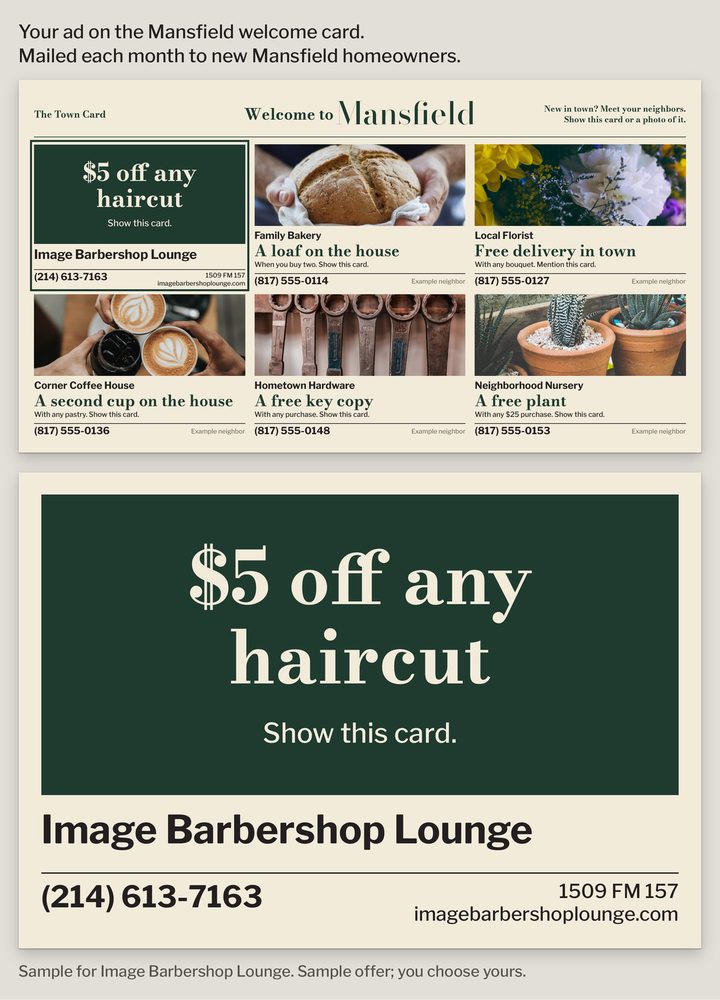 Your ad on the Mansfield welcome card.
Mailed each month to new Mansfield homeowners.
The Town Card
Welcome to Mansfield
New in town? Meet your neighbors.
Show this card or a photo of it.
$5 off any
haircut
Show this card.
Image Barbershop Lounge
(214) 613-7163
1509 FM 157
imagebarbershoplounge.com
Family Bakery
A loaf on the house
When you buy two. Show this card.
(817) 555-0114
Example neighbor
Local Florist
Free delivery in town
With any bouquet. Mention this card.
(817) 555-0127
Example neighbor
Corner Coffee House
A second cup on the house
With any pastry. Show this card.
(817) 555-0136
Example neighbor
Hometown Hardware
A free key copy
With any purchase. Show this card.
(817) 555-0148
Example neighbor
Neighborhood Nursery
A free plant
With any $25 purchase. Show this card.
(817) 555-0153
Example neighbor
$5 off any
haircut
Show this card.
Image Barbershop Lounge
(214) 613-7163
1509 FM 157
imagebarbershoplounge.com
Sample for Image Barbershop Lounge. Sample offer; you choose yours.